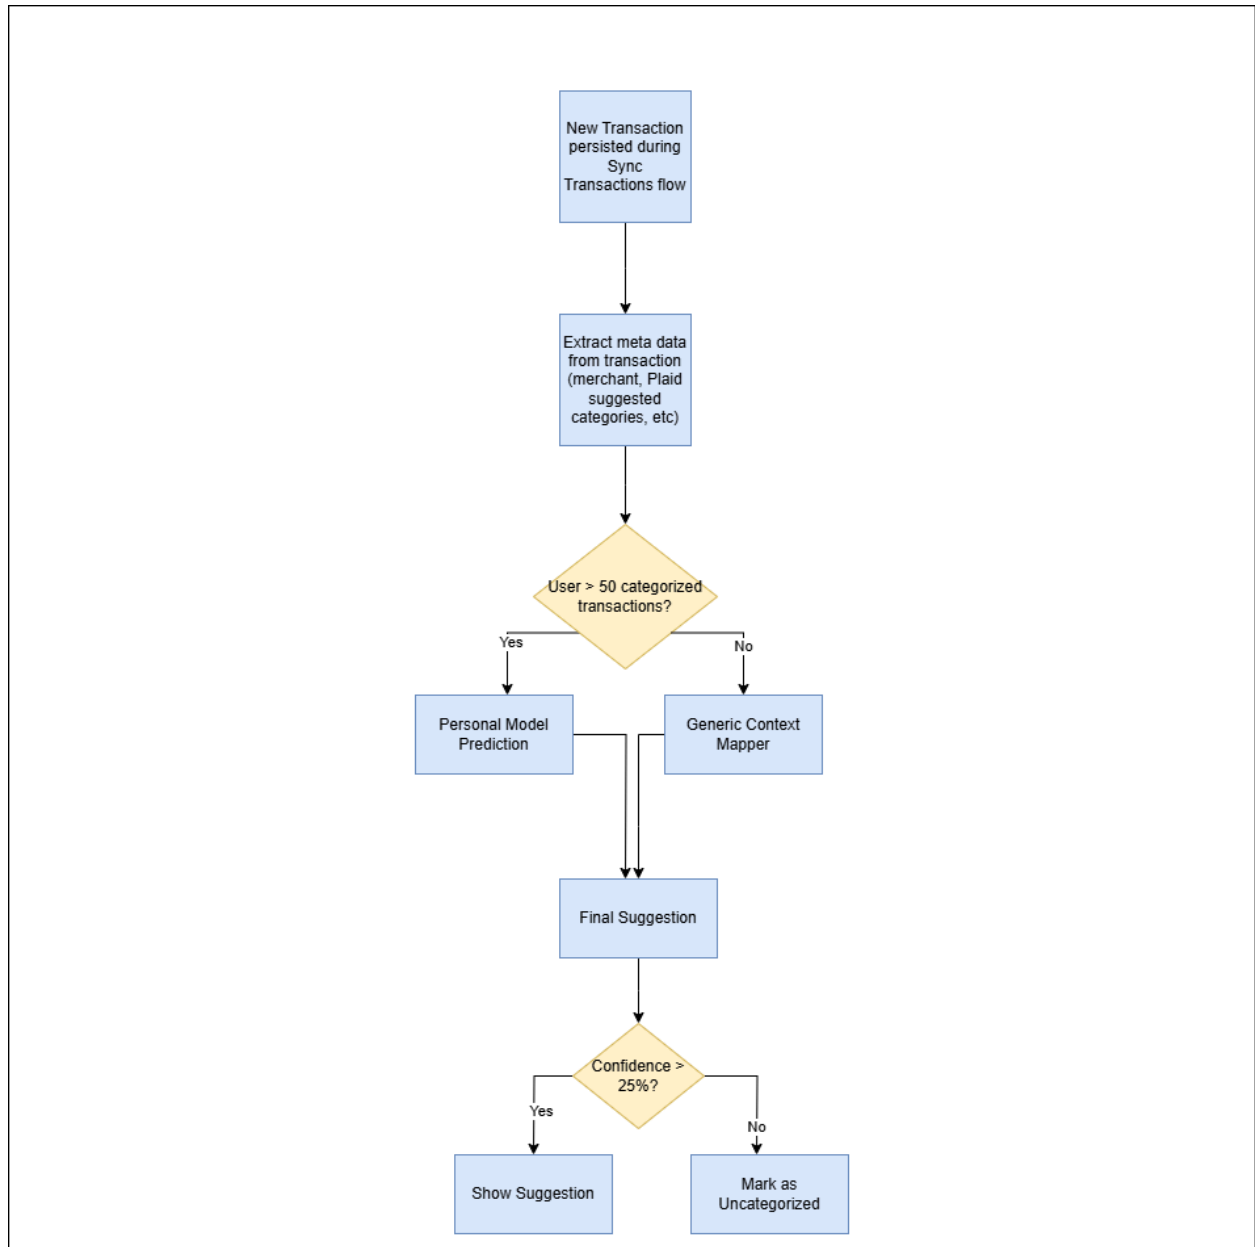 New Transaction
persisted during
Sync
Transactions flow
Extract meta data
from transaction
(merchant, Plaid
suggested
categories, etc)
User > 50 categorized
transactions?
Yes
No
Personal Model
Prediction
Generic Context
Mapper
Final Suggestion
Confidence >
25%?
Yes
No
Show Suggestion
Mark as
Uncategorized